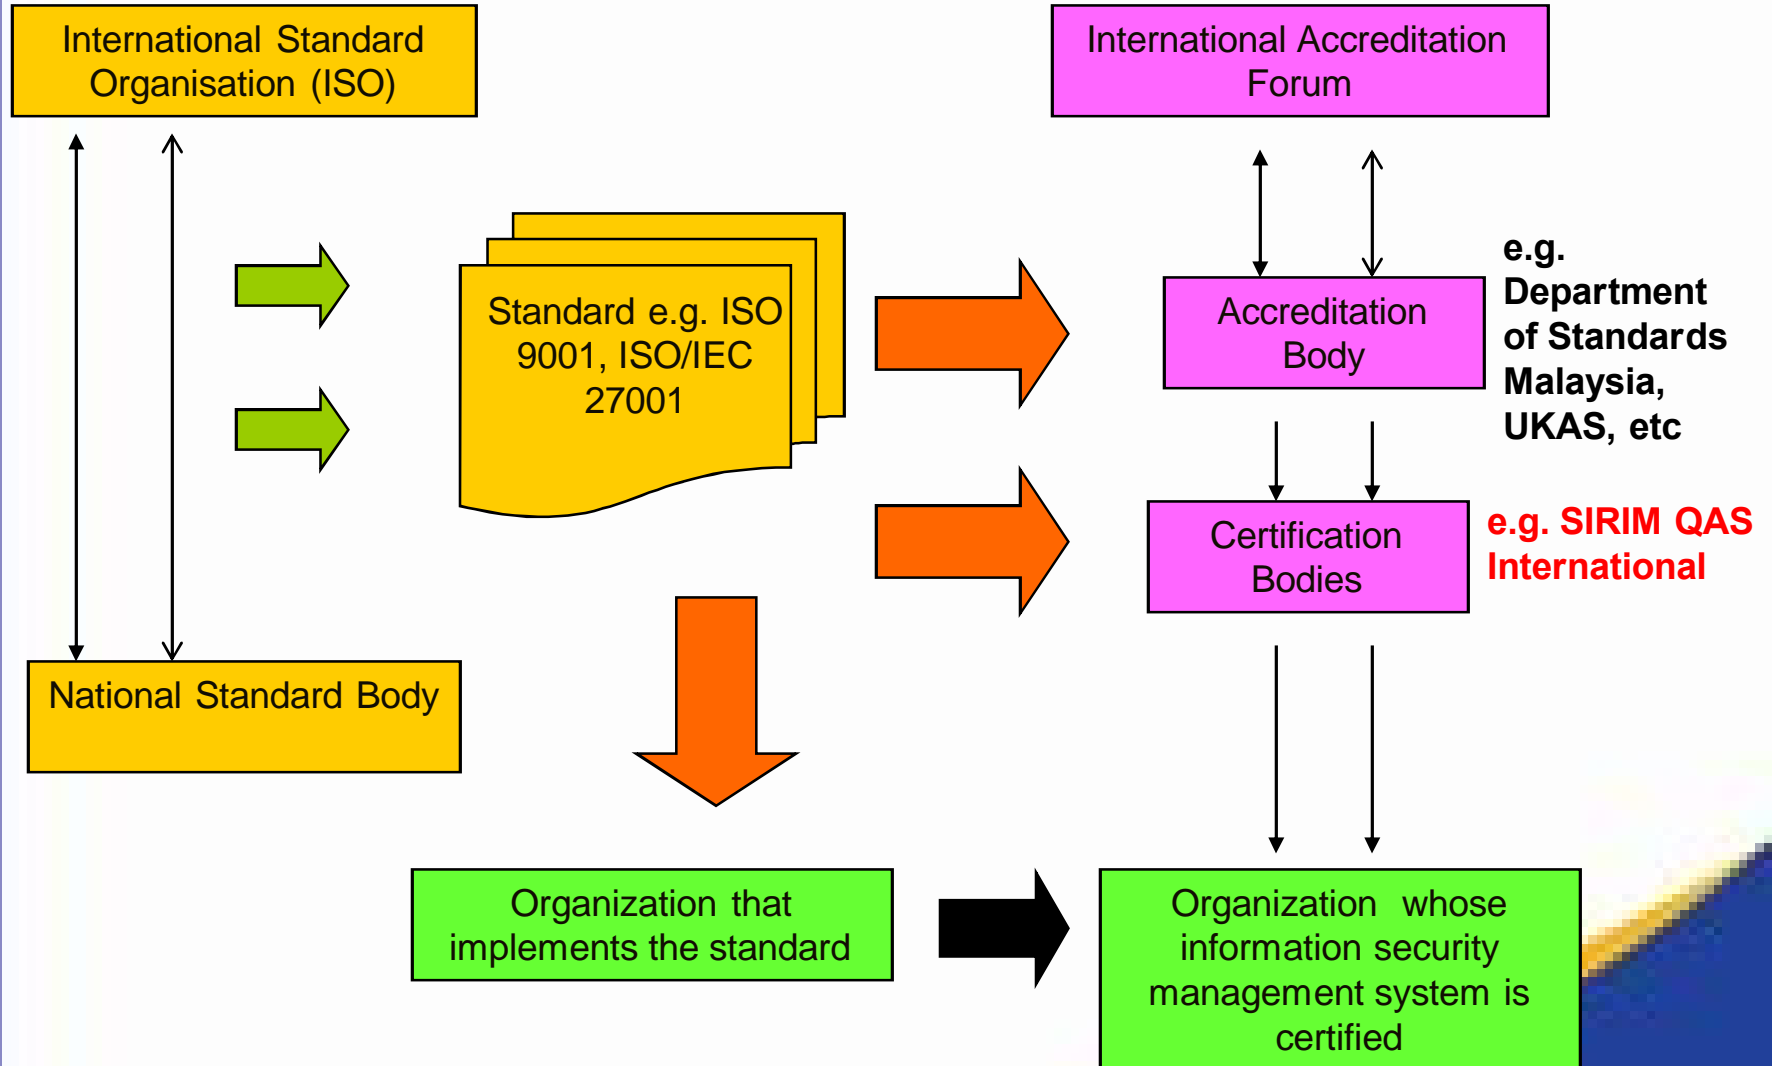 International Standard
Organisation (ISO)
International Accreditation
Forum
Standard e.g. ISO
9001, ISO/IEC
27001
Accreditation
Body
e.g.
Department
of Standards
Malaysia,
UKAS, etc
Certification
Bodies
e.g. SIRIM QAS
International
National Standard Body
Organization that
implements the standard
Organization whose
information security
management system is
certified